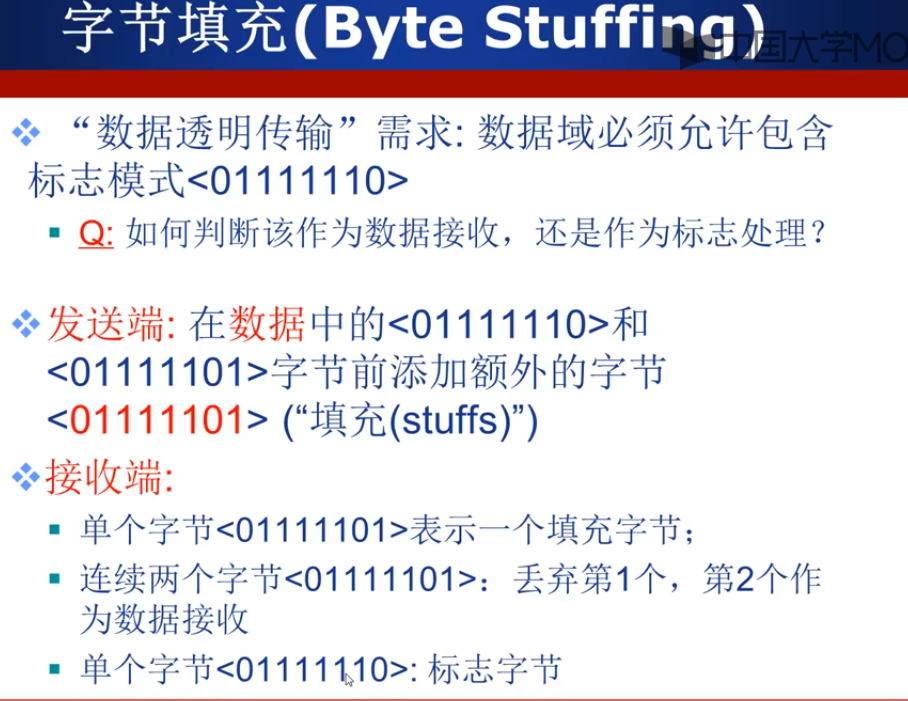 字节填充(Byte Stuffing)
中国大学MO
“数据透明传输”需求: 数据域必须允许包含
标志模式<01111110>
Q: 如何判断该作为数据接收，还是作为标志处理？
发送端: 在数据中的<01111110>和
<01111101>字节前添加额外的字节
<01111101> (“填充(stuffs)”)
接收端:
单个字节<01111101>表示一个填充字节；
连续两个字节<01111101>：丢弃第1个，第2个作
为数据接收
单个字节<01111110>: 标志字节